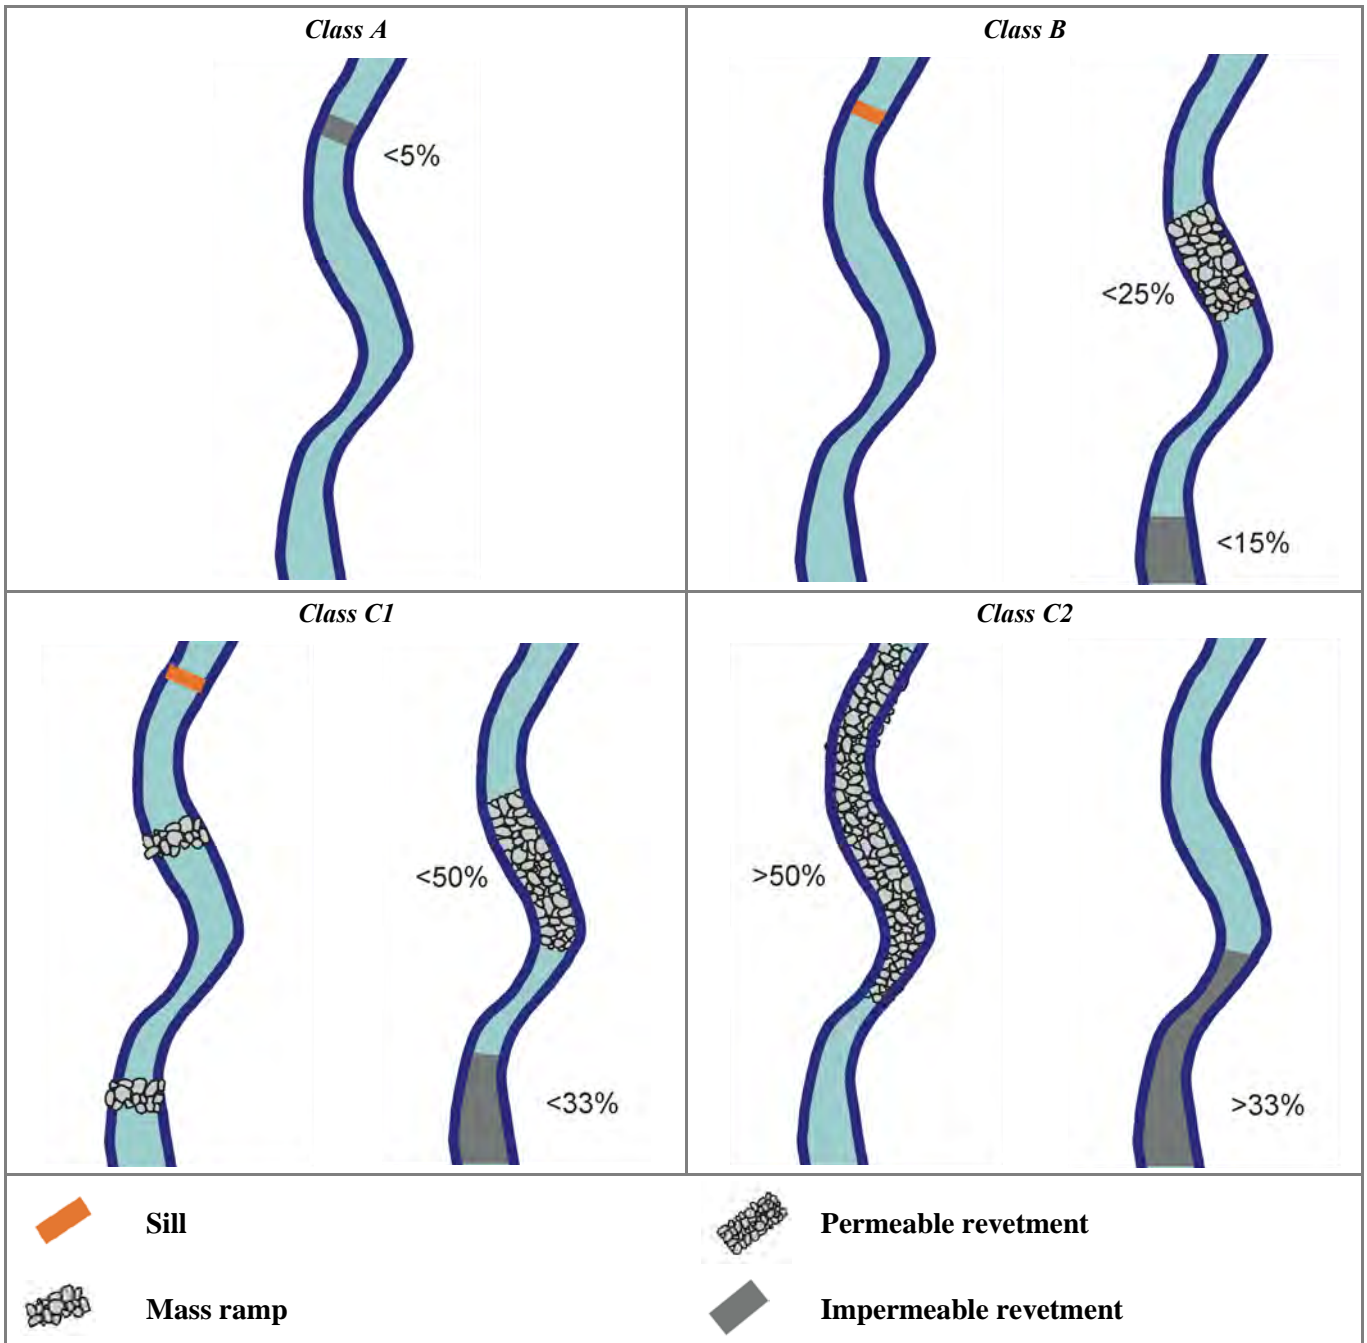 Class A
<5%
Class B
<25%
<15%
Class C1
<50%
<33%
Class C2
>50%
>33%
Sill
Permeable revetment
Mass ramp
Impermeable revetment